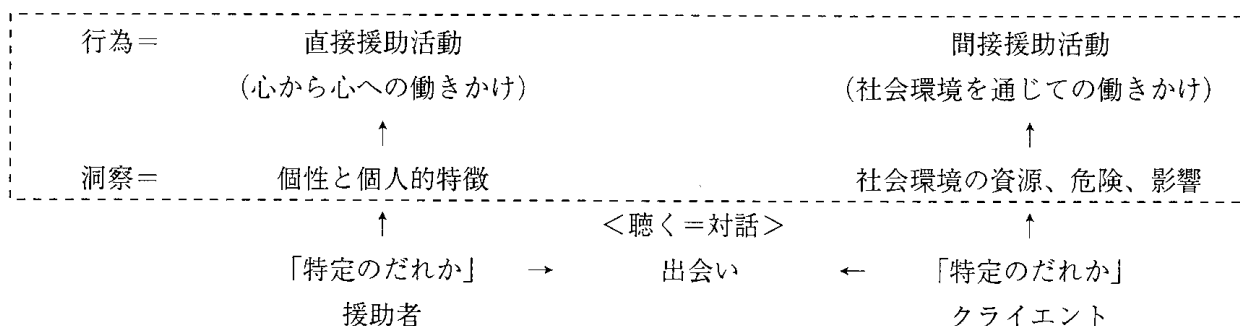 行為＝ 直接援助活動 間接援助活動
(心から心への働きかけ) (社会環境を通じての働きかけ)
↑ ↑
洞察＝ 個性と個人的特徴 社会環境の資源、危険、影響
↑ ＜聴く＝対話＞ ↑
「特定のだれか」 → 出会い ← 「特定のだれか」
援助者 クライエント